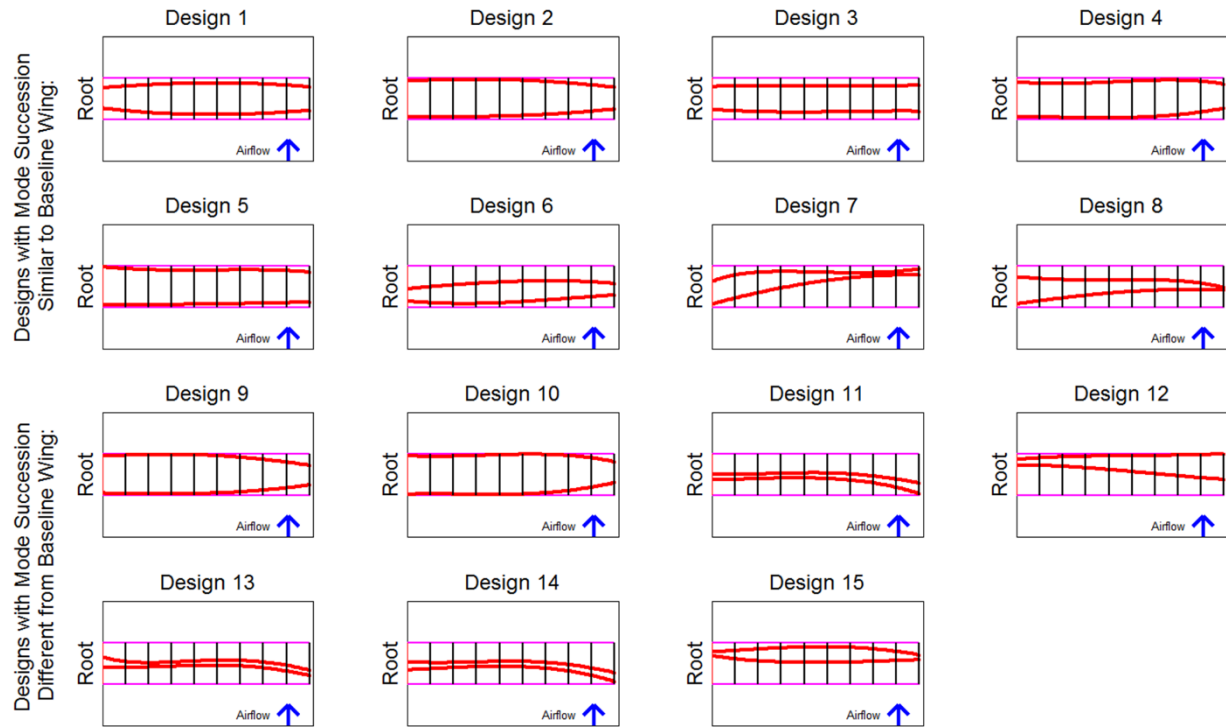 Designs with Mode Succession
Similar to Baseline Wing:
Design 1
Root
Airflow
Design 2
Root
Airflow
Design 3
Root
Airflow
Design 4
Root
Airflow
Design 5
Root
Airflow
Design 6
Root
Airflow
Design 7
Root
Airflow
Design 8
Root
Airflow
Designs with Mode Succession
Different from Baseline Wing:
Design 9
Root
Airflow
Design 10
Root
Airflow
Design 11
Root
Airflow
Design 12
Root
Airflow
Design 13
Root
Airflow
Design 14
Root
Airflow
Design 15
Root
Airflow